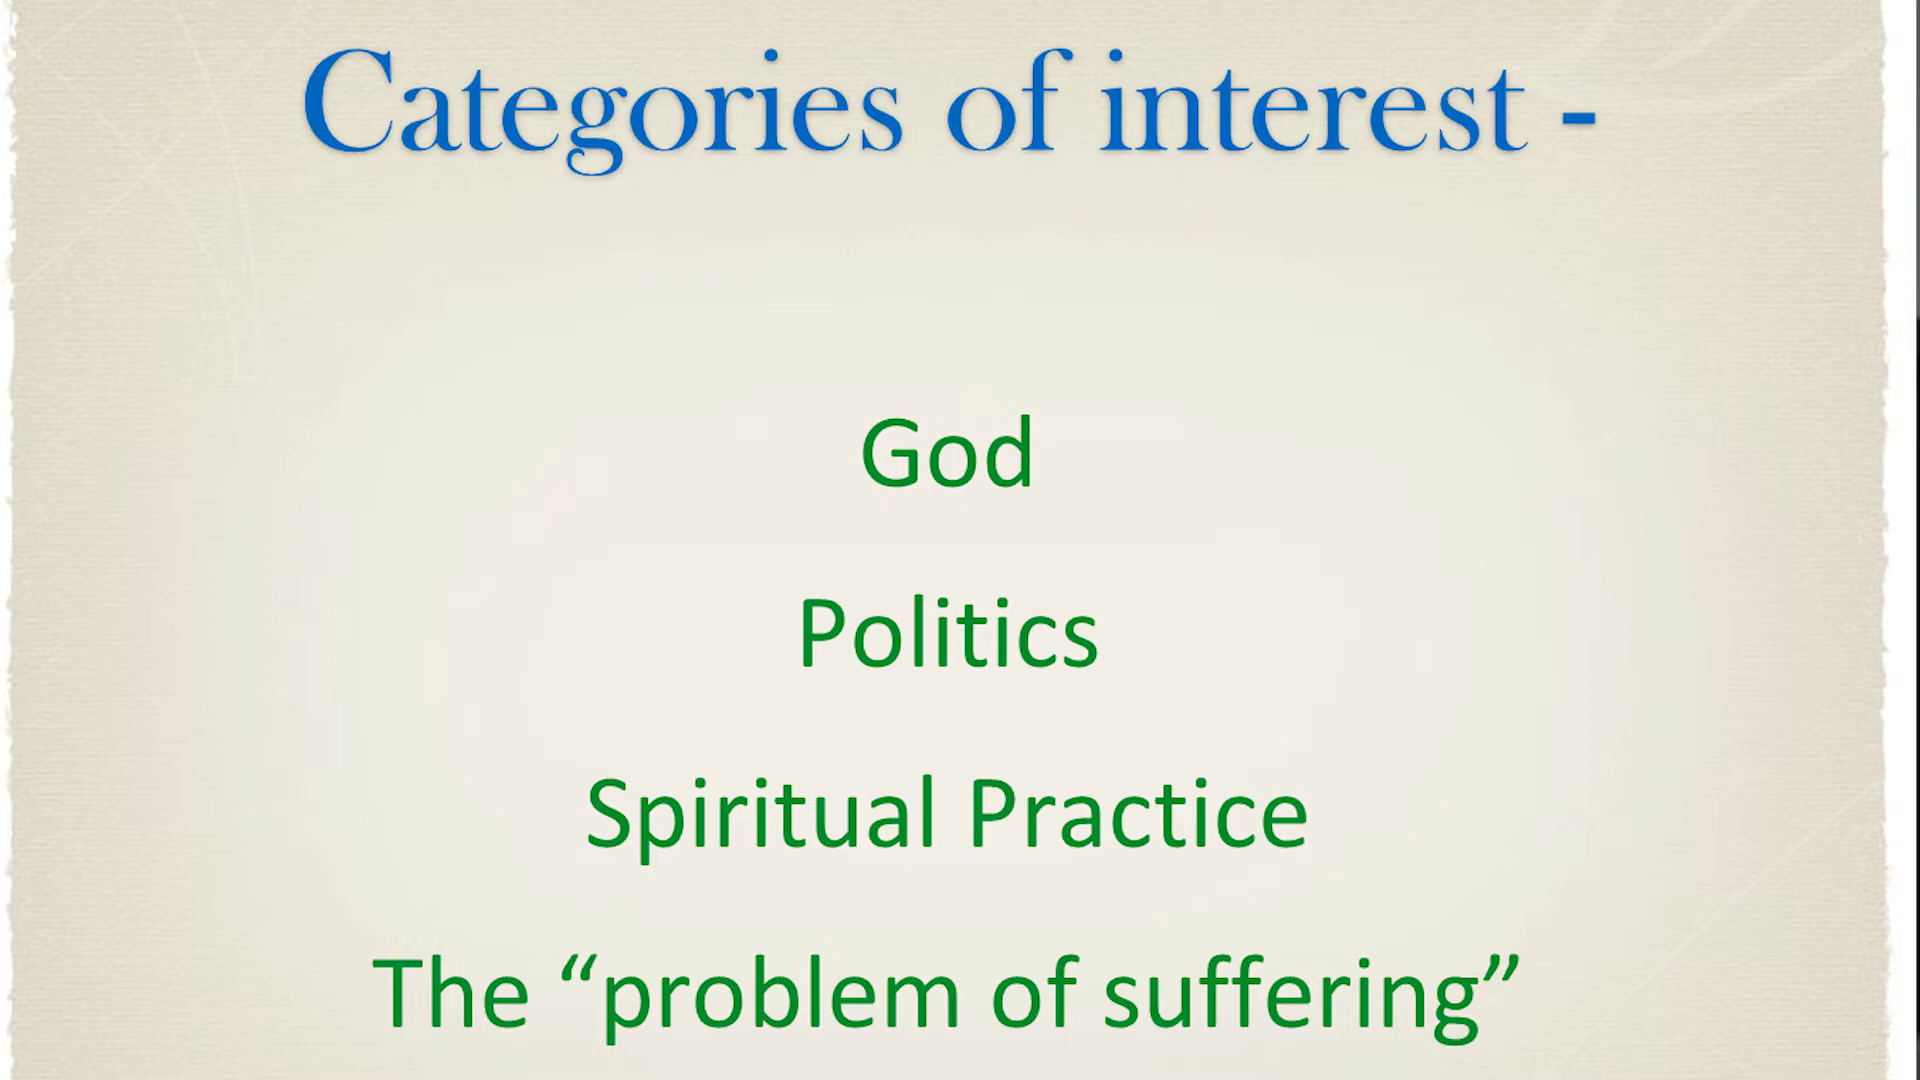 Categories of interest -
God
Politics
Spiritual Practice
The “problem of suffering”